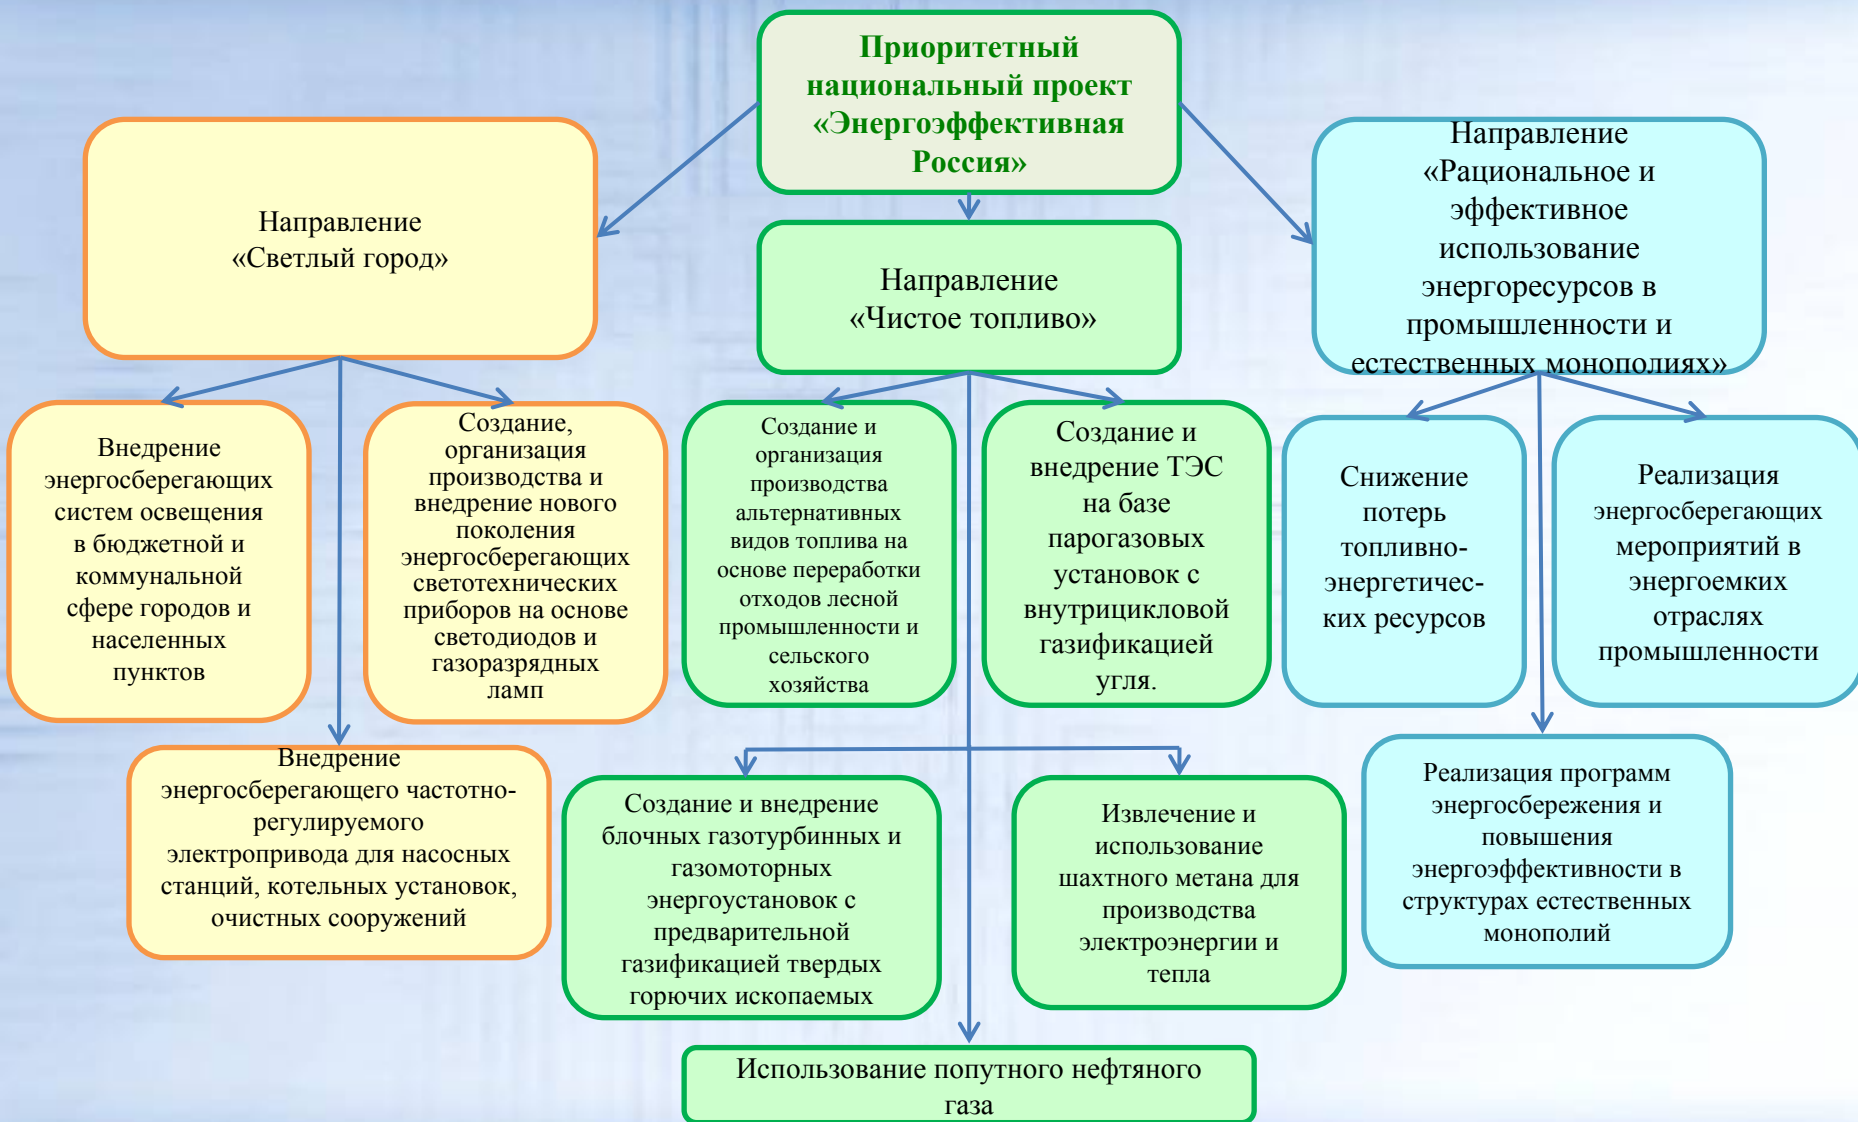 Приоритетный
национальный проект
«Энергоэффективная
Россия»
Направление
«Светлый город»
Направление
«Чистое топливо»
Направление
«Рациональное и
эффективное
использование
энергоресурсов в
промышленности и
естественных монополиях»
Внедрение
энергосберегающих
систем освещения
в бюджетной и
коммунальной
сфере городов и
населенных
пунктов
Создание,
организация
производства и
внедрение нового
поколения
энергосберегающих
светотехнических
приборов на основе
светодиодов и
газоразрядных
ламп
Создание и
организация
производства
альтернативных
видов топлива на
основе переработки
отходов лесной
промышленности и
сельского
хозяйства
Создание и
внедрение ТЭС
на базе
парогазовых
установок с
внутрицикловой
газификацией
угля.
Снижение
потерь
топливно-
энергетичес-
ких ресурсов
Реализация
энергосберегающих
мероприятий в
энергоемких
отраслях
промышленности
Внедрение
энергосберегающего частотно-
регулируемого
электропривода для насосных
станций, котельных установок,
очистных сооружений
Создание и внедрение
блочных газотурбинных и
газомоторных
энергоустановок с
предварительной
газификацией твердых
горючих ископаемых
Извлечение и
использование
шахтного метана для
производства
электроэнергии и
тепла
Реализация программ
энергосбережения и
повышения
энергоэффективности в
структурах естественных
монополий
Использование попутного нефтяного
газа